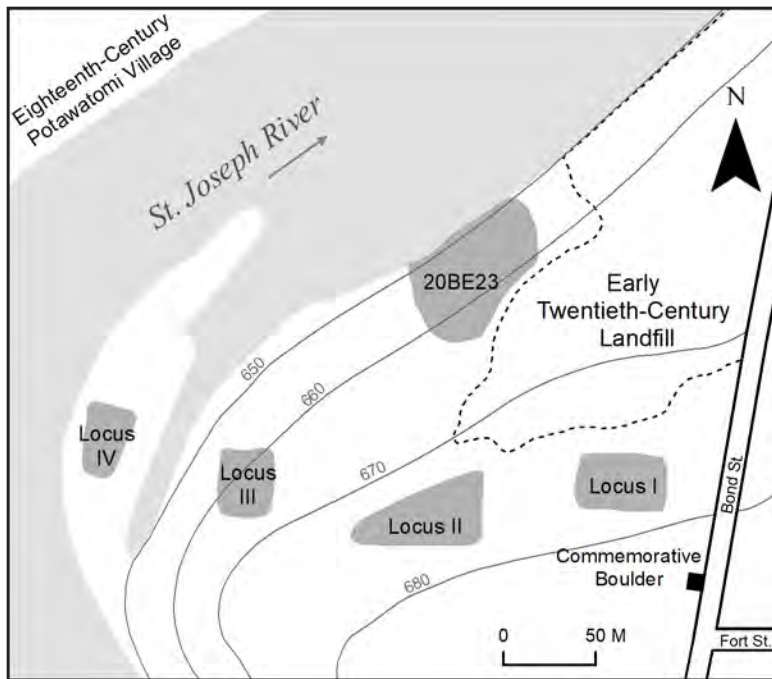 Eighteenth-Century
Potawatomi Village
St. Joseph River
N
20BE23
Early
Twentieth-Century
Landfill
650
660
670
680
Locus
IV
Locus
III
Locus II
Locus I
Bond St.
Commemorative
Boulder
0 50 M
Fort St.